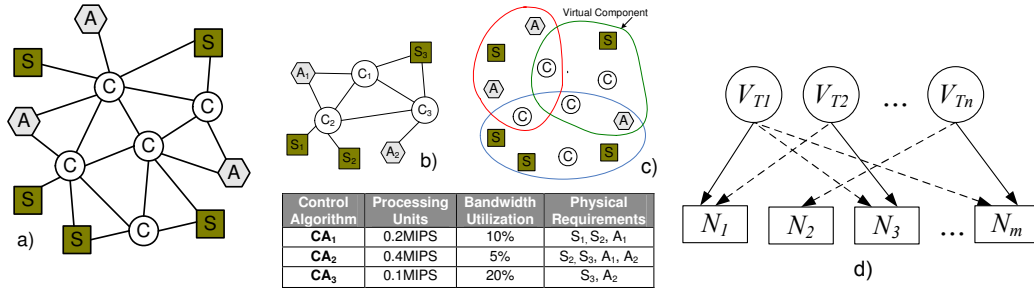 A
S
S
C
A
C
C
C
A
S
S
S
C
a)
S3
A1
C1
C2
C3
S1
S2
A2
b)
Virtual Component
A
S
S
C
C
A
C
C
A
S
S
S
C
c)
Control Algorithm | Processing Units | Bandwidth Utilization | Physical Requirements
CA1 | 0.2MIPS | 10% | S1, S2, A1
CA2 | 0.4MIPS | 5% | S2, S3, A1, A2
CA3 | 0.1MIPS | 20% | S3, A2
VT1 VT2 ... VTn
N1 N2 N3 ... Nm
d)